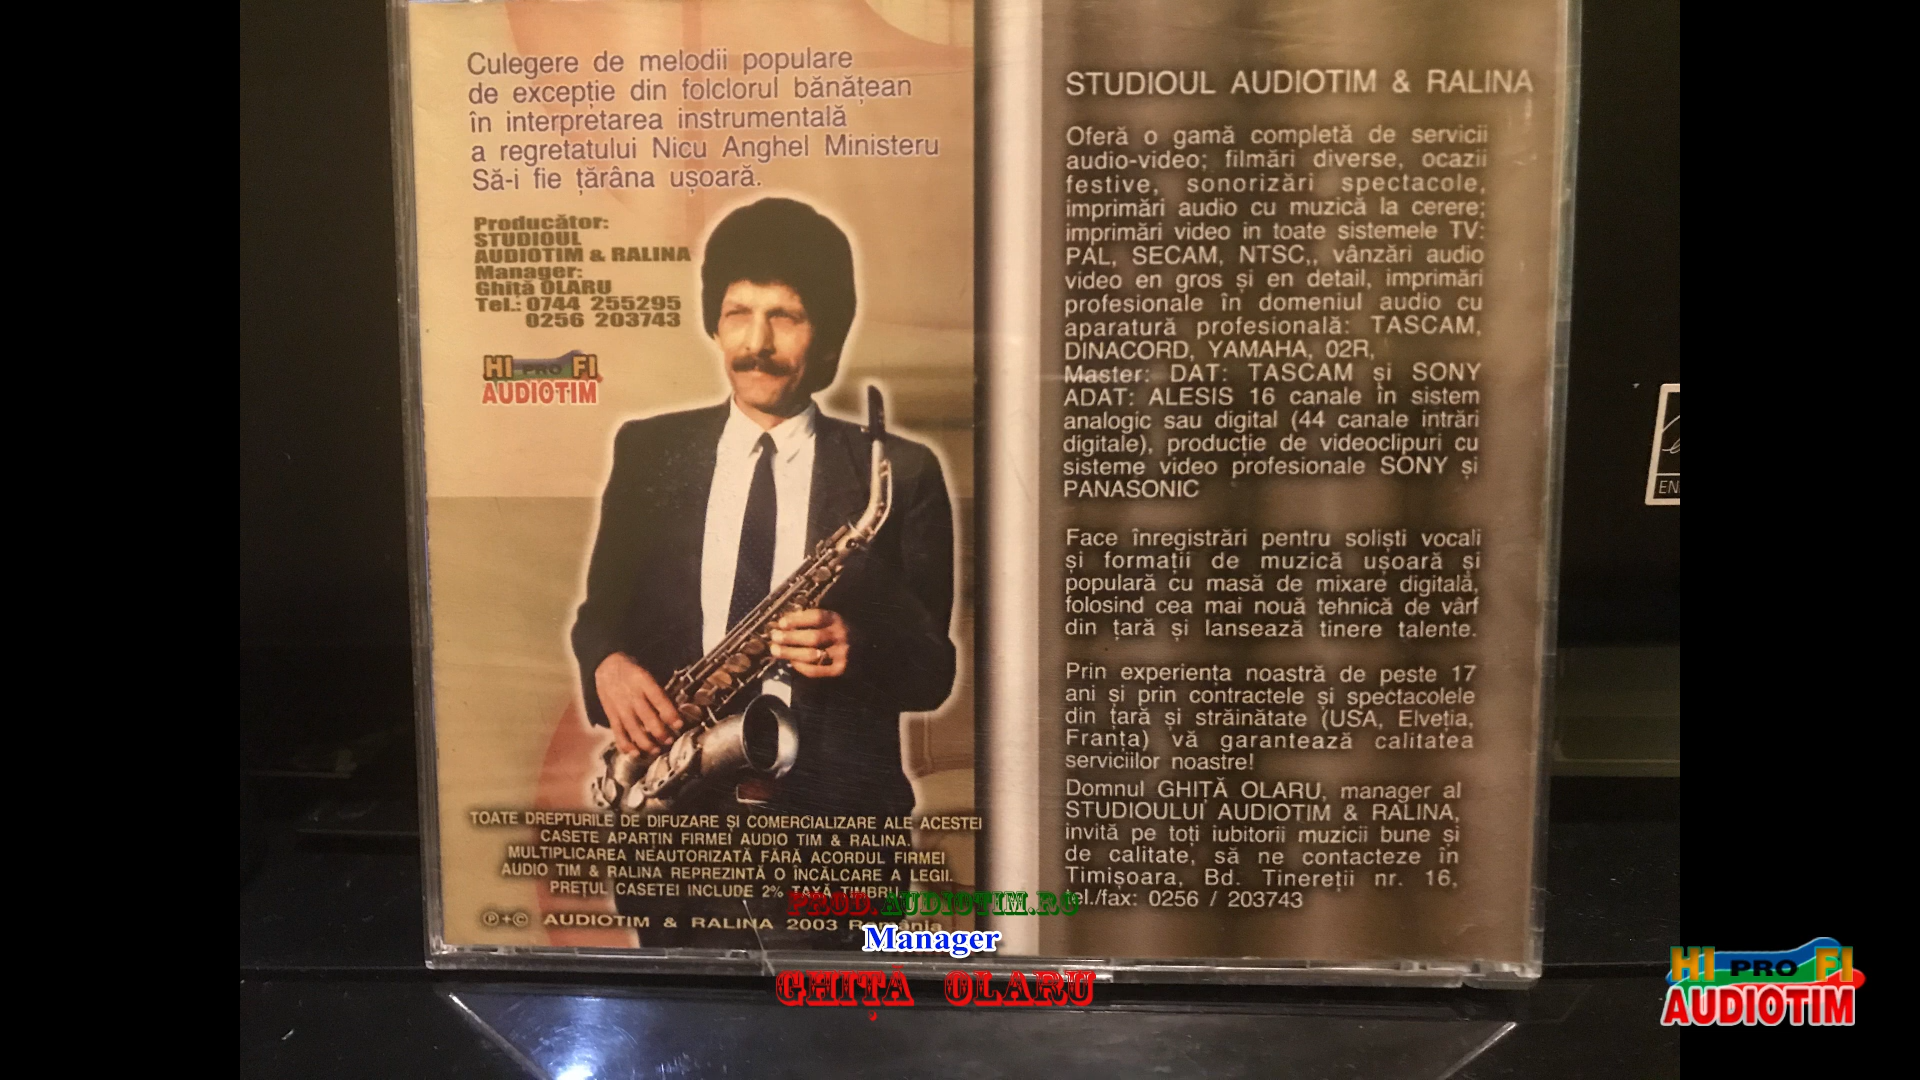 Culegere de melodii populare
de excepție din folclorul bănățean
în interpretarea instrumentală
a regretatului Nicu Anghel Ministeru
Să-i fie țărâna ușoară.
Producător:
STUDIOUL
AUDIOTIM & RALINA
Manager:
Ghiță OLARU
Tel.: 0744 255295
0256 203743
HI PRO FI
AUDIOTIM
TOATE DREPTURILE DE DIFUZARE ȘI COMERCIALIZARE ALE ACESTEI
CASETE APARȚIN FIRMEI AUDIO TIM & RALINA.
MULTIPLICAREA NEAUTORIZATĂ FĂRĂ ACORDUL FIRMEI
AUDIO TIM & RALINA REPREZINTĂ O ÎNCĂLCARE A LEGII.
PREȚUL CASETEI INCLUDE 2% TAXĂ TIMBRU.
℗+© AUDIOTIM & RALINA 2003 România
STUDIOUL AUDIOTIM & RALINA
Oferă o gamă completă de servicii
audio-video; filmări diverse, ocazii
festive, sonorizări spectacole,
imprimări audio cu muzică la cerere;
imprimări video in toate sistemele TV:
PAL, SECAM, NTSC,, vânzări audio
video en gros și en detail, imprimări
profesionale în domeniul audio cu
aparatură profesională: TASCAM,
DINACORD, YAMAHA, 02R,
Master: DAT: TASCAM și SONY
ADAT: ALESIS 16 canale în sistem
analogic sau digital (44 canale intrări
digitale), producție de videoclipuri cu
sisteme video profesionale SONY și
PANASONIC
Face înregistrări pentru soliști vocali
și formații de muzică ușoară și
populară cu masă de mixare digitală,
folosind cea mai nouă tehnică de vârf
din țară și lansează tinere talente.
Prin experiența noastră de peste 17
ani și prin contractele și spectacolele
din țară și străinătate (USA, Elveția,
Franța) vă garantează calitatea
serviciilor noastre!
Domnul GHIȚĂ OLARU, manager al
STUDIOULUI AUDIOTIM & RALINA,
invită pe toți iubitorii muzicii bune și
de calitate, să ne contacteze în
Timișoara, Bd. Tinereții nr. 16,
tel./fax: 0256 / 203743
EN
PROD.AUDIOTIM.RO
Manager
GHIȚĂ OLARU
HI PRO FI
AUDIOTIM